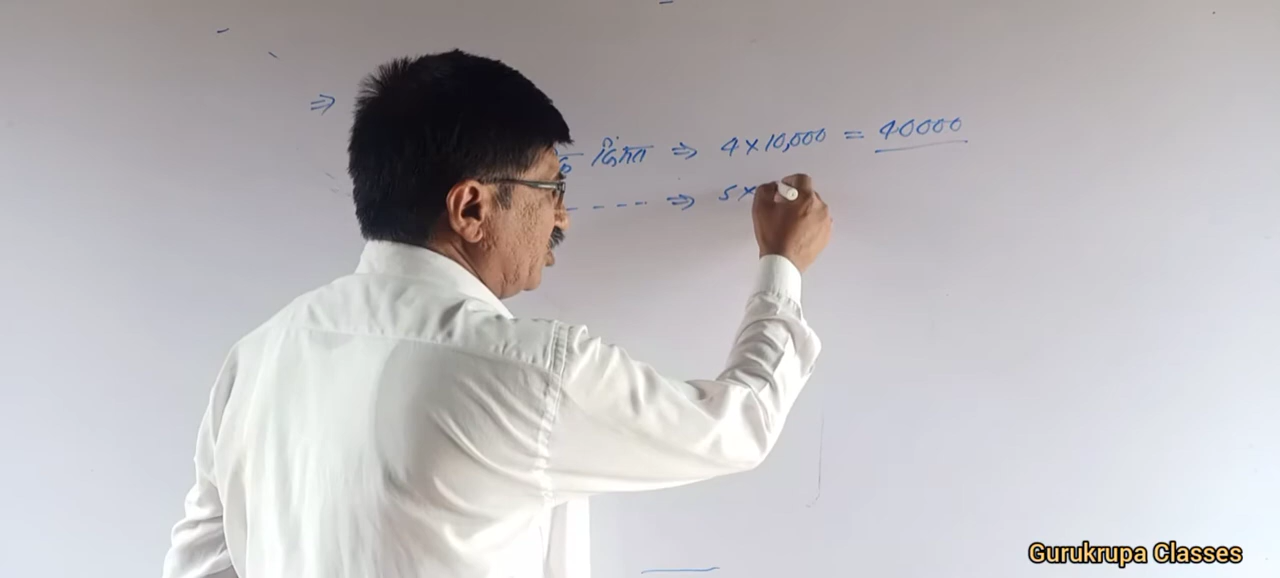 ⇒
किंमत ⇒ 4 × 10,000 = 40000
----- ⇒ 5 ×
Gurukrupa Classes